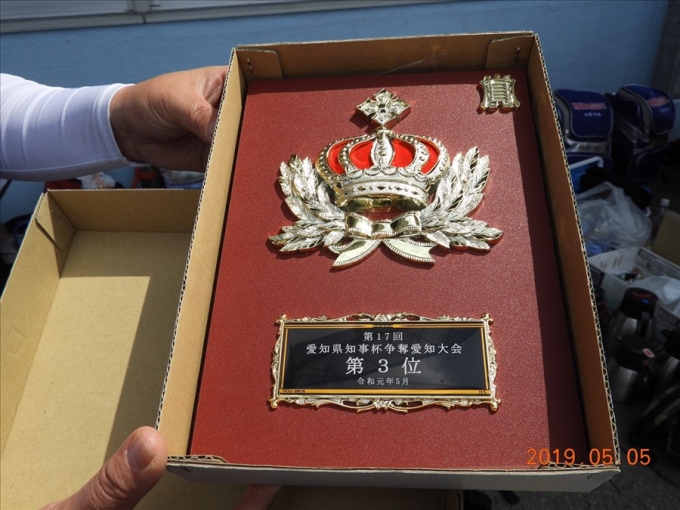 賞
第17回
愛知県知事杯争奪愛知大会
第3位
令和元年5月
2019.05.05